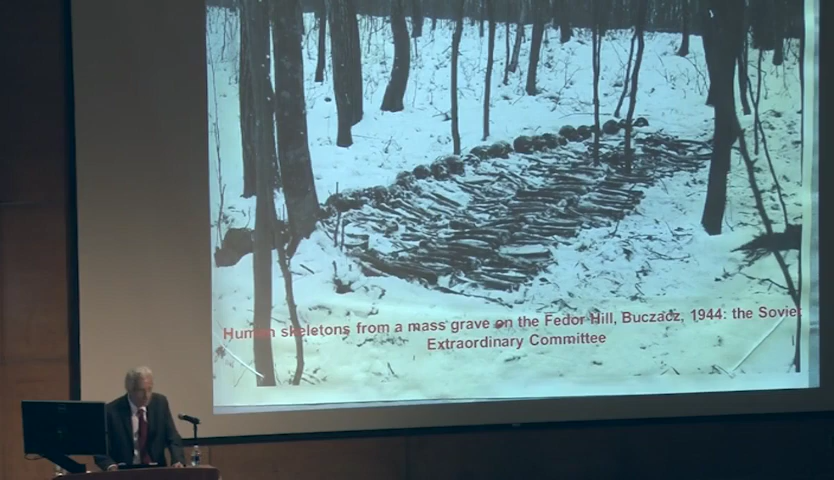 Human skeletons from a mass grave on the Fedor Hill, Buczacz, 1944: the Soviet
Extraordinary Committee